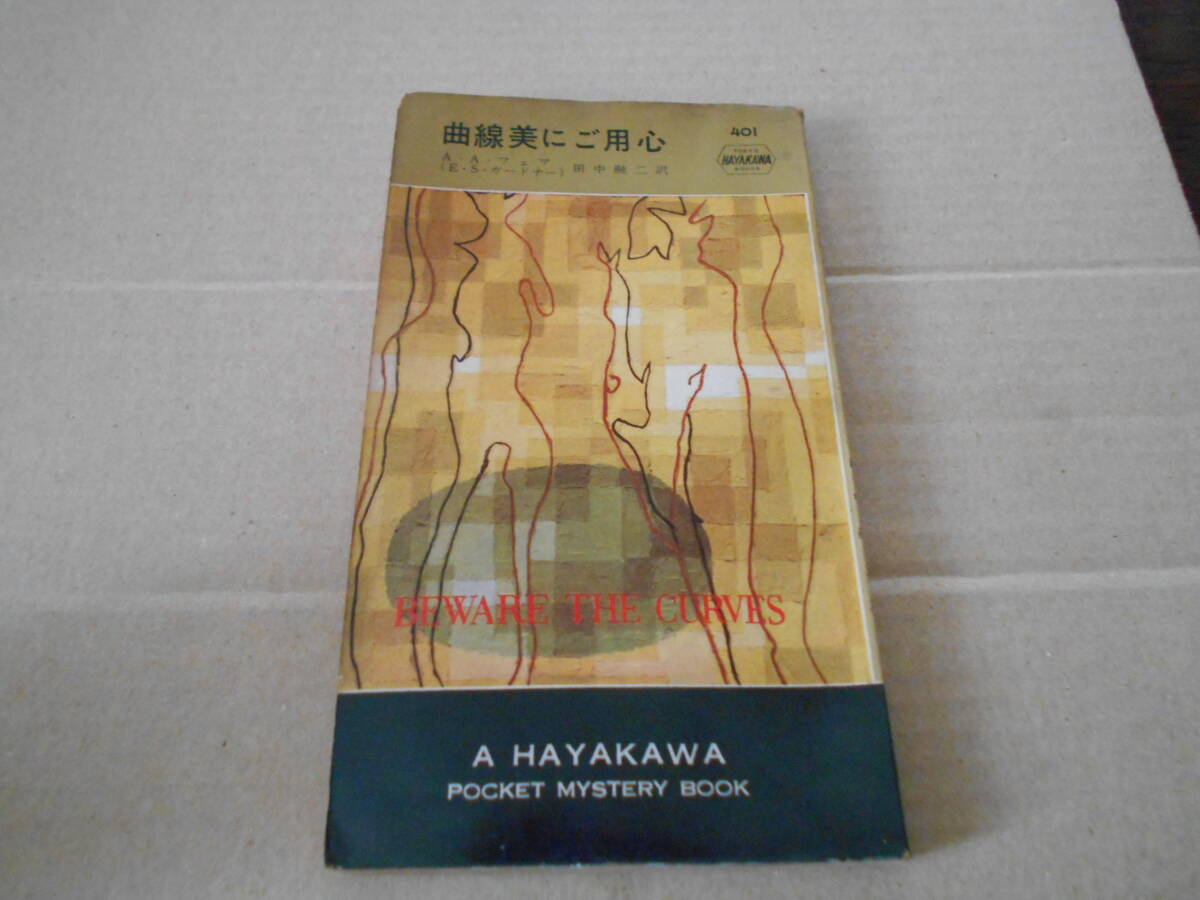 曲線美にご用心
401
A・A・フェア
(E・S・ガードナー) 田中融二訳
HAYAKAWA
BEWARE THE CURVES
A HAYAKAWA
POCKET MYSTERY BOOK